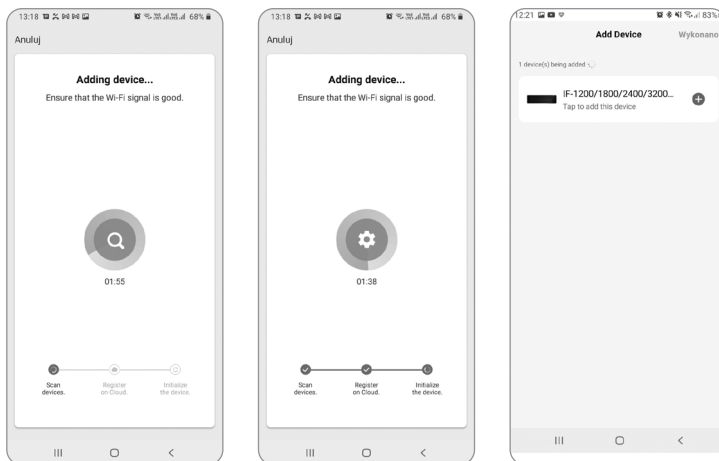 13:18 68%
Anuluj
Adding device...
Ensure that the Wi-Fi signal is good.
01:55
Scan devices.
Register on Cloud.
Initialize the device.
13:18 68%
Anuluj
Adding device...
Ensure that the Wi-Fi signal is good.
01:38
Scan devices.
Register on Cloud.
Initialize the device.
12:21 83%
Add Device Wykonano
1 device(s) being added
IF-1200/1800/2400/3200...
Tap to add this device